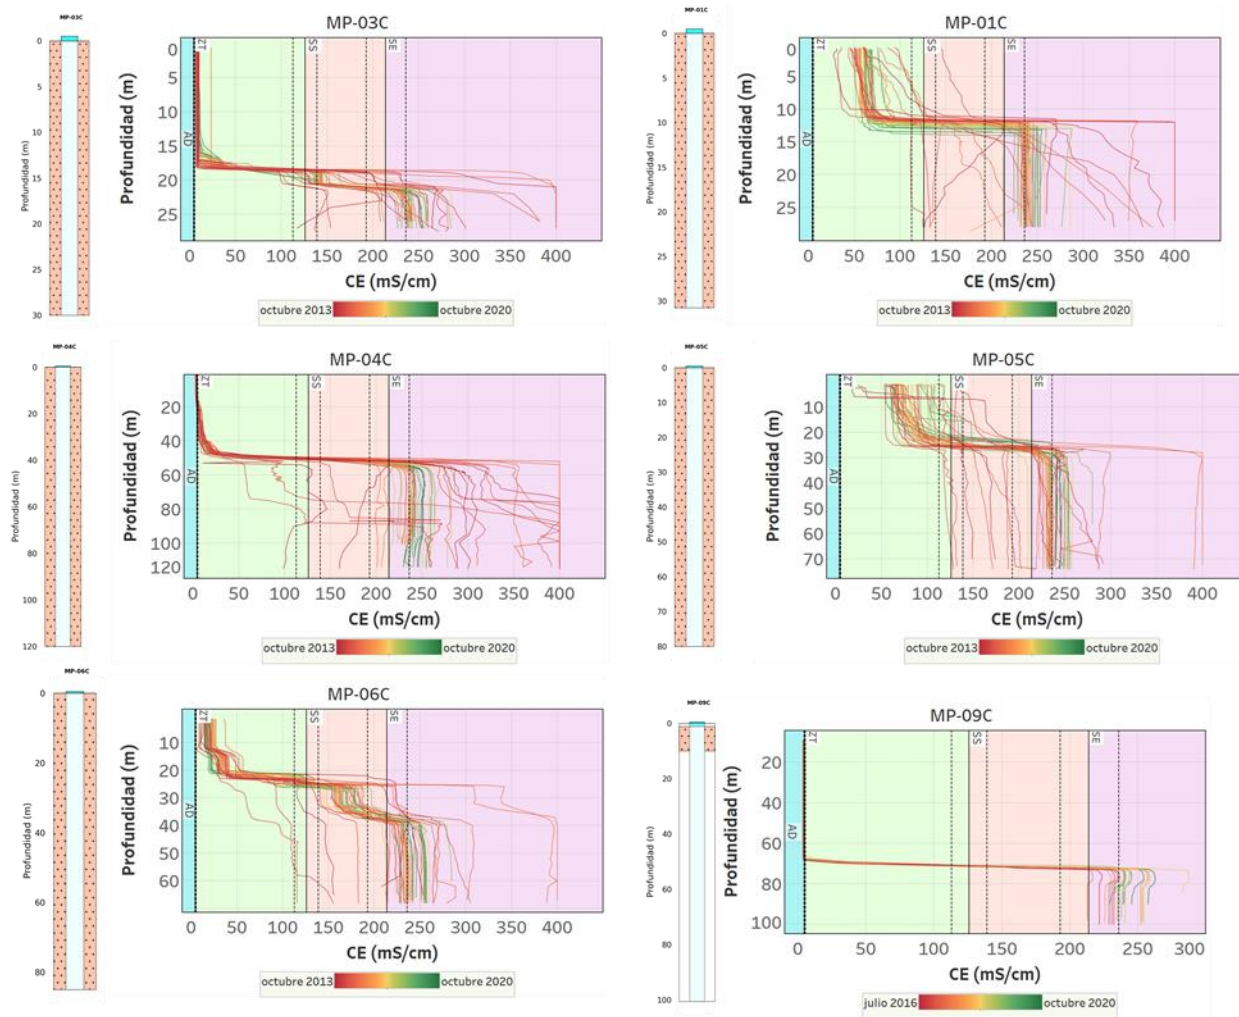 MP-03C
MP-03C
0
5
10
15
20
25
30
Profundidad (m)
0
5
10
15
20
25
Profundidad (m)
AD
ZT
SS
SE
0 50 100 150 200 250 300 350 400
CE (mS/cm)
octubre 2013 octubre 2020
MP-01C
MP-01C
0
5
10
15
20
25
30
Profundidad (m)
0
5
10
15
20
25
Profundidad (m)
AD
ZT
SS
SE
0 50 100 150 200 250 300 350 400
CE (mS/cm)
octubre 2013 octubre 2020
MP-04C
MP-04C
0
20
40
60
80
100
120
Profundidad (m)
20
40
60
80
100
120
Profundidad (m)
AD
ZT
SS
SE
0 50 100 150 200 250 300 350 400
CE (mS/cm)
octubre 2013 octubre 2020
MP-05C
MP-05C
0
10
20
30
40
50
60
70
80
Profundidad (m)
10
20
30
40
50
60
70
Profundidad (m)
AD
ZT
SS
SE
0 50 100 150 200 250 300 350 400
CE (mS/cm)
octubre 2013 octubre 2020
MP-06C
MP-06C
0
20
40
60
80
Profundidad (m)
10
20
30
40
50
60
Profundidad (m)
AD
ZT
SS
SE
0 50 100 150 200 250 300 350 400
CE (mS/cm)
octubre 2013 octubre 2020
MP-09C
MP-09C
0
20
40
60
80
100
Profundidad (m)
20
40
60
80
100
Profundidad (m)
AD
ZT
SS
SE
0 50 100 150 200 250 300
CE (mS/cm)
julio 2016 octubre 2020